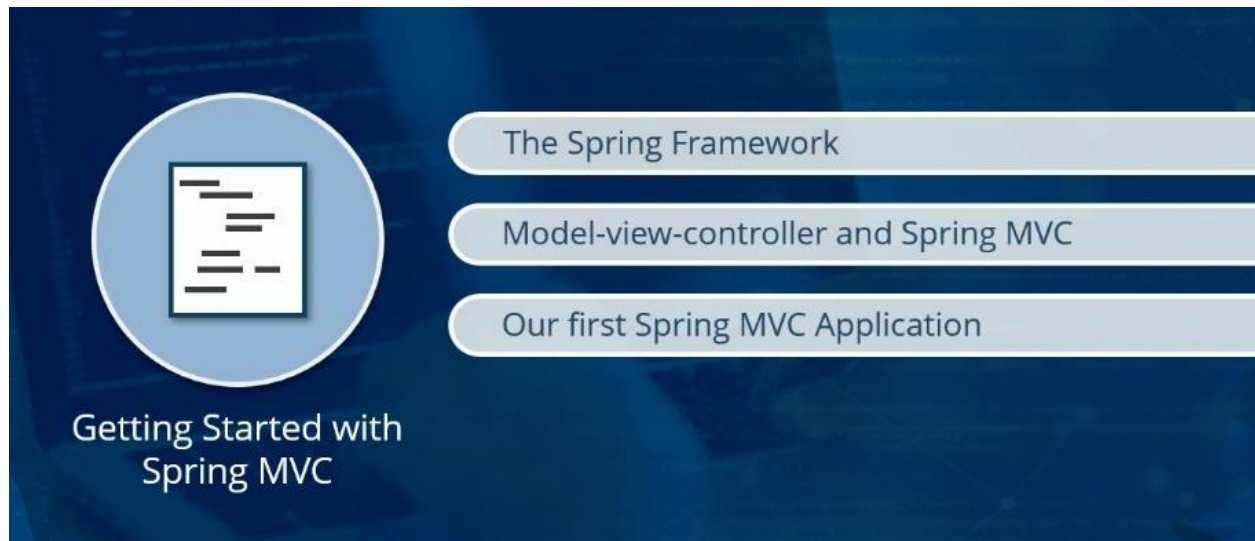 The Spring Framework
Model-view-controller and Spring MVC
Our first Spring MVC Application
Getting Started with
Spring MVC